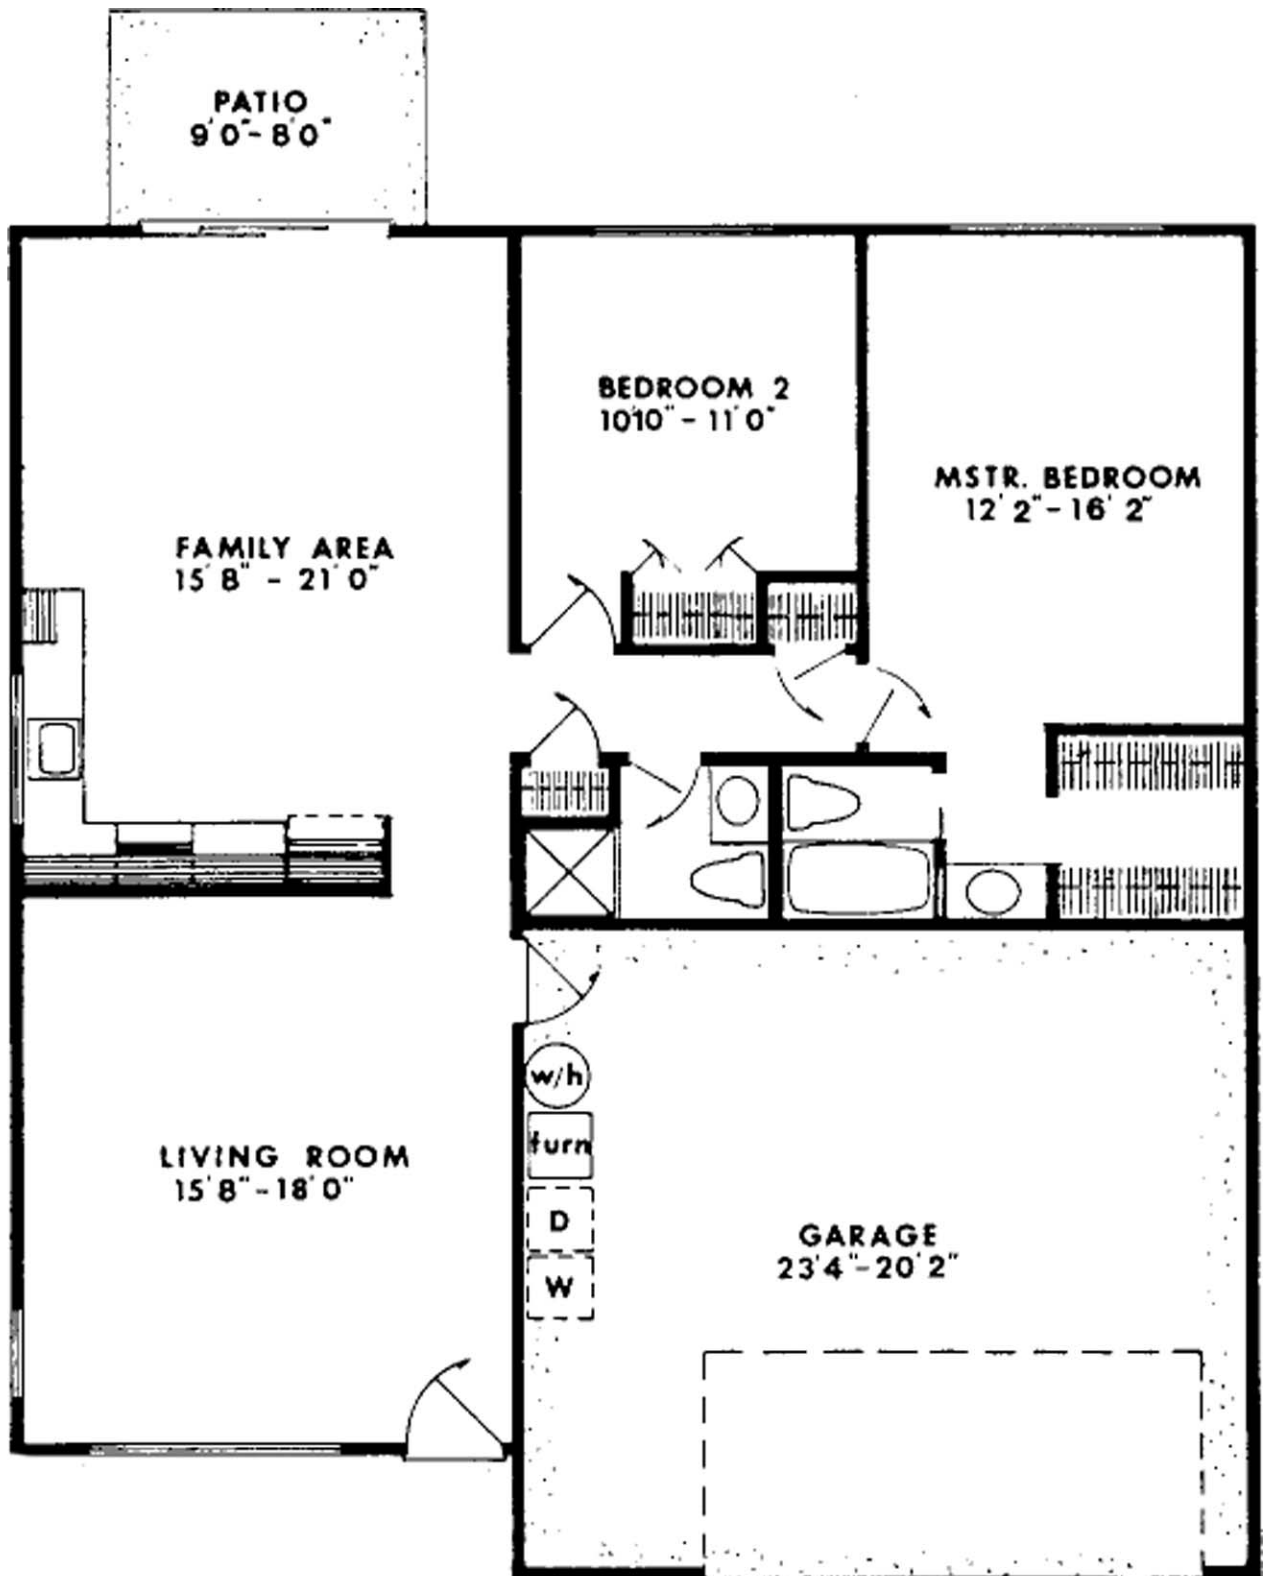 PATIO
9'0"-8'0"
BEDROOM 2
10'10" - 11'0"
MSTR. BEDROOM
12'2"-16'2"
FAMILY AREA
15'8" - 21'0"
w/h
furn
LIVING ROOM
15'8"-18'0"
D
W
GARAGE
23'4"-20'2"